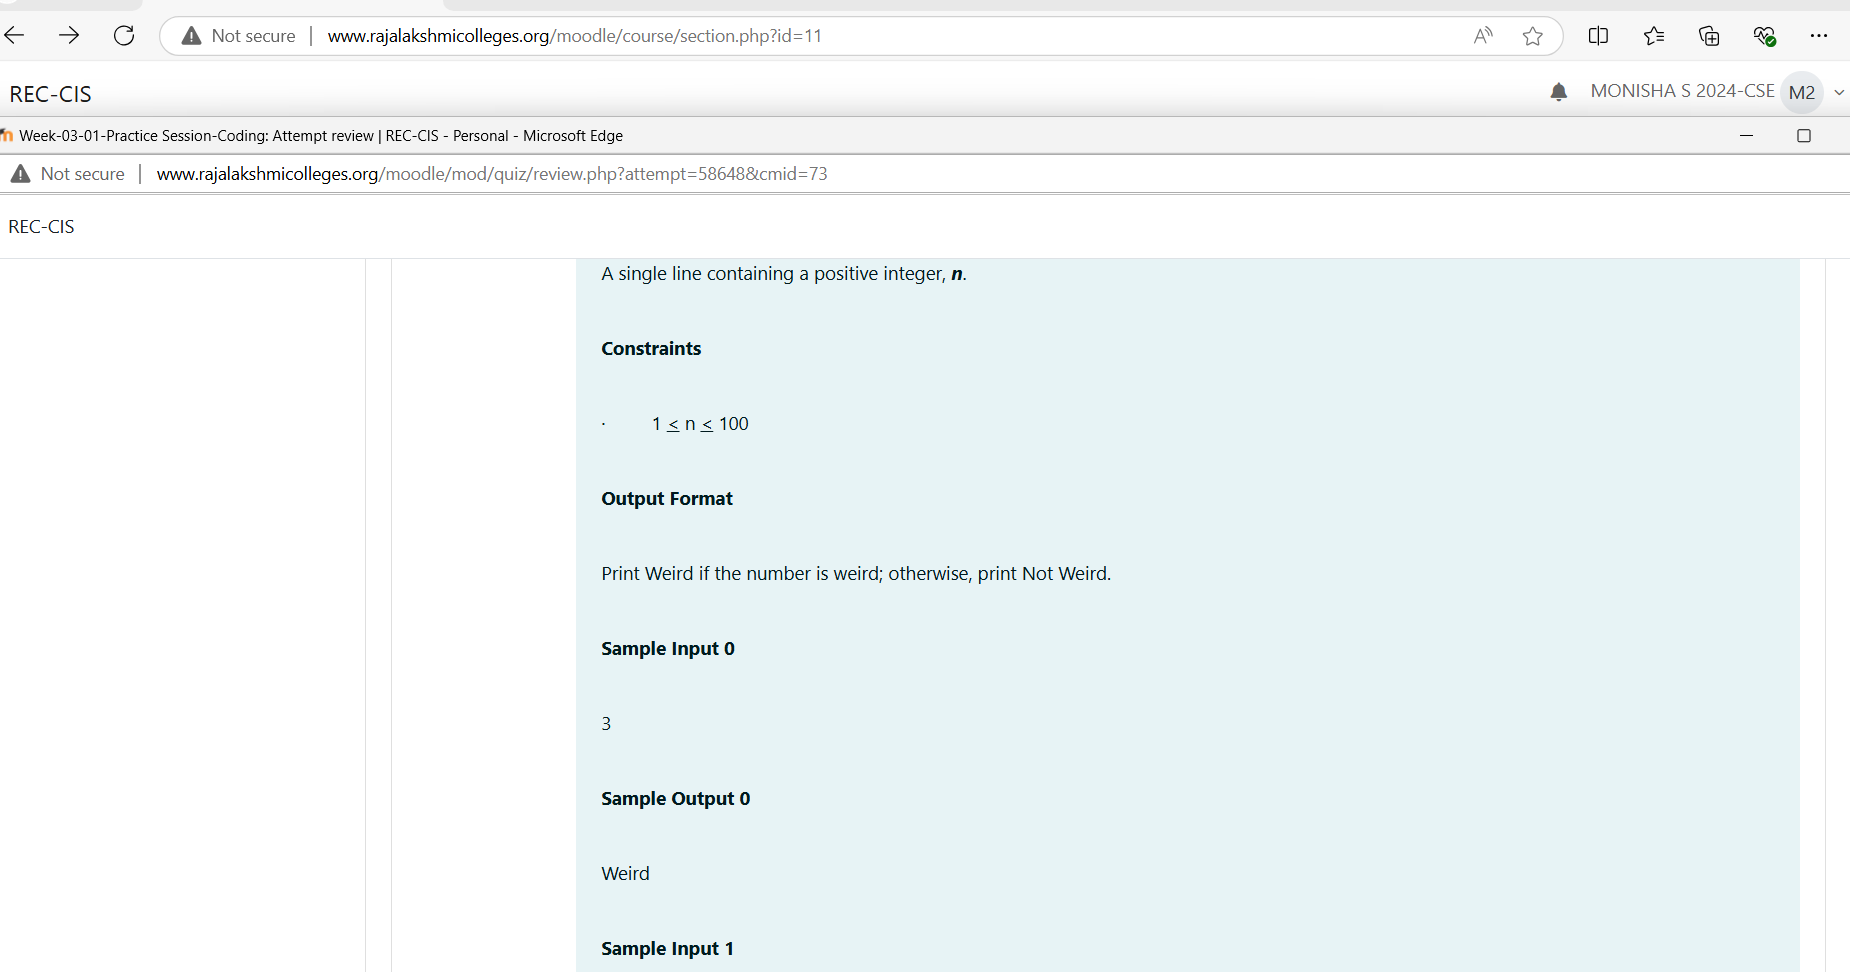 Not secure | www.rajalakshmicolleges.org/moodle/course/section.php?id=11
REC-CIS
MONISHA S 2024-CSE M2
Week-03-01-Practice Session-Coding: Attempt review | REC-CIS - Personal - Microsoft Edge
Not secure | www.rajalakshmicolleges.org/moodle/mod/quiz/review.php?attempt=58648&cmid=73
REC-CIS
A single line containing a positive integer, n.
Constraints
· 1 ≤ n ≤ 100
Output Format
Print Weird if the number is weird; otherwise, print Not Weird.
Sample Input 0
3
Sample Output 0
Weird
Sample Input 1